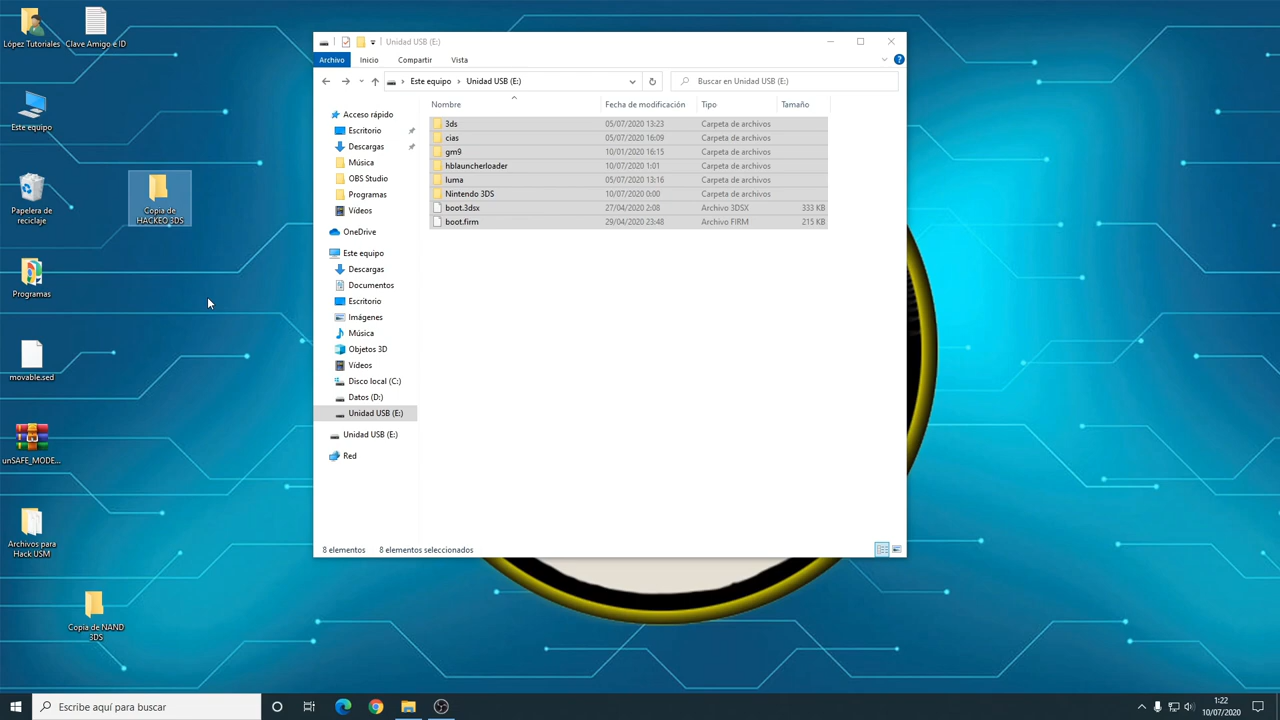 López Tutoriales
Clave Amigo e ID
Este equipo
Papelera de
reciclaje
Copia de
HACKEO 3DS
Programas
movable.sed
unSAFE_MODE...
Archivos para
Hack USM
Copia de NAND
3DS
Unidad USB (E:)
Archivo
Inicio
Compartir
Vista
Este equipo
Unidad USB (E:)
Buscar en Unidad USB (E:)
Acceso rápido
Escritorio
Descargas
Música
OBS Studio
Programas
Vídeos
OneDrive
Este equipo
Descargas
Documentos
Escritorio
Imágenes
Música
Objetos 3D
Vídeos
Disco local (C:)
Datos (D:)
Unidad USB (E:)
Unidad USB (E:)
Red
Nombre Fecha de modificación Tipo Tamaño
3ds 05/07/2020 13:23 Carpeta de archivos
cias 05/07/2020 16:09 Carpeta de archivos
gm9 10/01/2020 16:15 Carpeta de archivos
hblauncherloader 10/07/2020 1:01 Carpeta de archivos
luma 05/07/2020 13:16 Carpeta de archivos
Nintendo 3DS 10/07/2020 0:00 Carpeta de archivos
boot.3dsx 27/04/2020 2:08 Archivo 3DSX 333 KB
boot.firm 29/04/2020 23:48 Archivo FIRM 215 KB
8 elementos 8 elementos seleccionados
Escribe aquí para buscar
1:22
10/07/2020